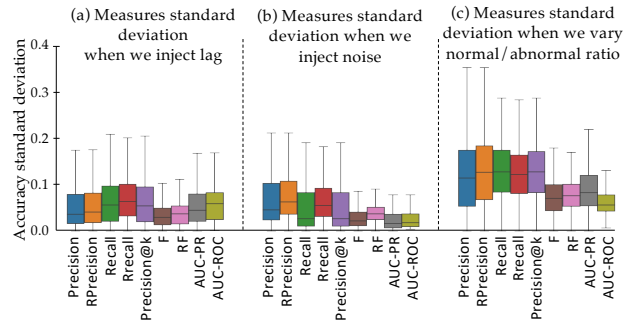 (a) Measures standard
deviation
when we inject lag
(b) Measures standard
deviation when we
inject noise
(c) Measures standard
deviation when we vary
normal/abnormal ratio
Accuracy standard deviation
0.4
0.3
0.2
0.1
0.0
Precision
RPrecision
Recall
Rrecall
Precision@k
F
RF
AUC-PR
AUC-ROC
Precision
RPrecision
Recall
Rrecall
Precision@k
F
RF
AUC-PR
AUC-ROC
Precision
RPrecision
Recall
Rrecall
Precision@k
F
RF
AUC-PR
AUC-ROC